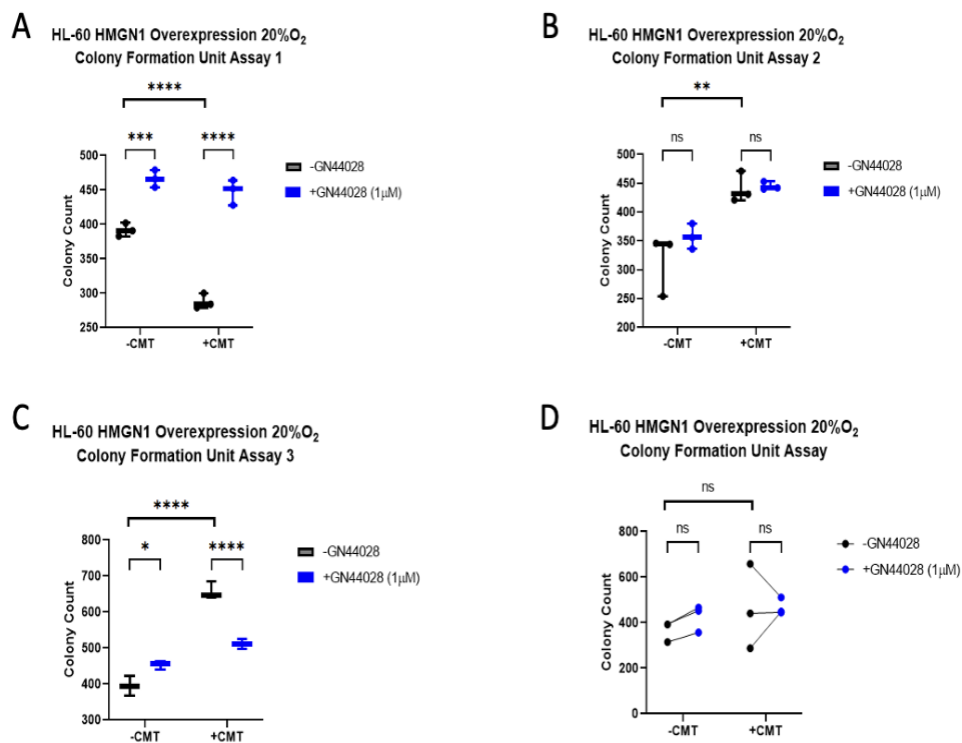 A
HL-60 HMGN1 Overexpression 20%O₂
Colony Formation Unit Assay 1
****
***
****
500
450
400
350
300
250
Colony Count
-CMT
+CMT
-GN44028
+GN44028 (1μM)
B
HL-60 HMGN1 Overexpression 20%O₂
Colony Formation Unit Assay 2
**
ns
ns
500
450
400
350
300
250
200
Colony Count
-CMT
+CMT
-GN44028
+GN44028 (1μM)
C
HL-60 HMGN1 Overexpression 20%O₂
Colony Formation Unit Assay 3
****
*
****
800
700
600
500
400
300
Colony Count
-CMT
+CMT
-GN44028
+GN44028 (1μM)
D
HL-60 HMGN1 Overexpression 20%O₂
Colony Formation Unit Assay
ns
ns
ns
800
600
400
200
0
Colony Count
-CMT
+CMT
-GN44028
+GN44028 (1μM)